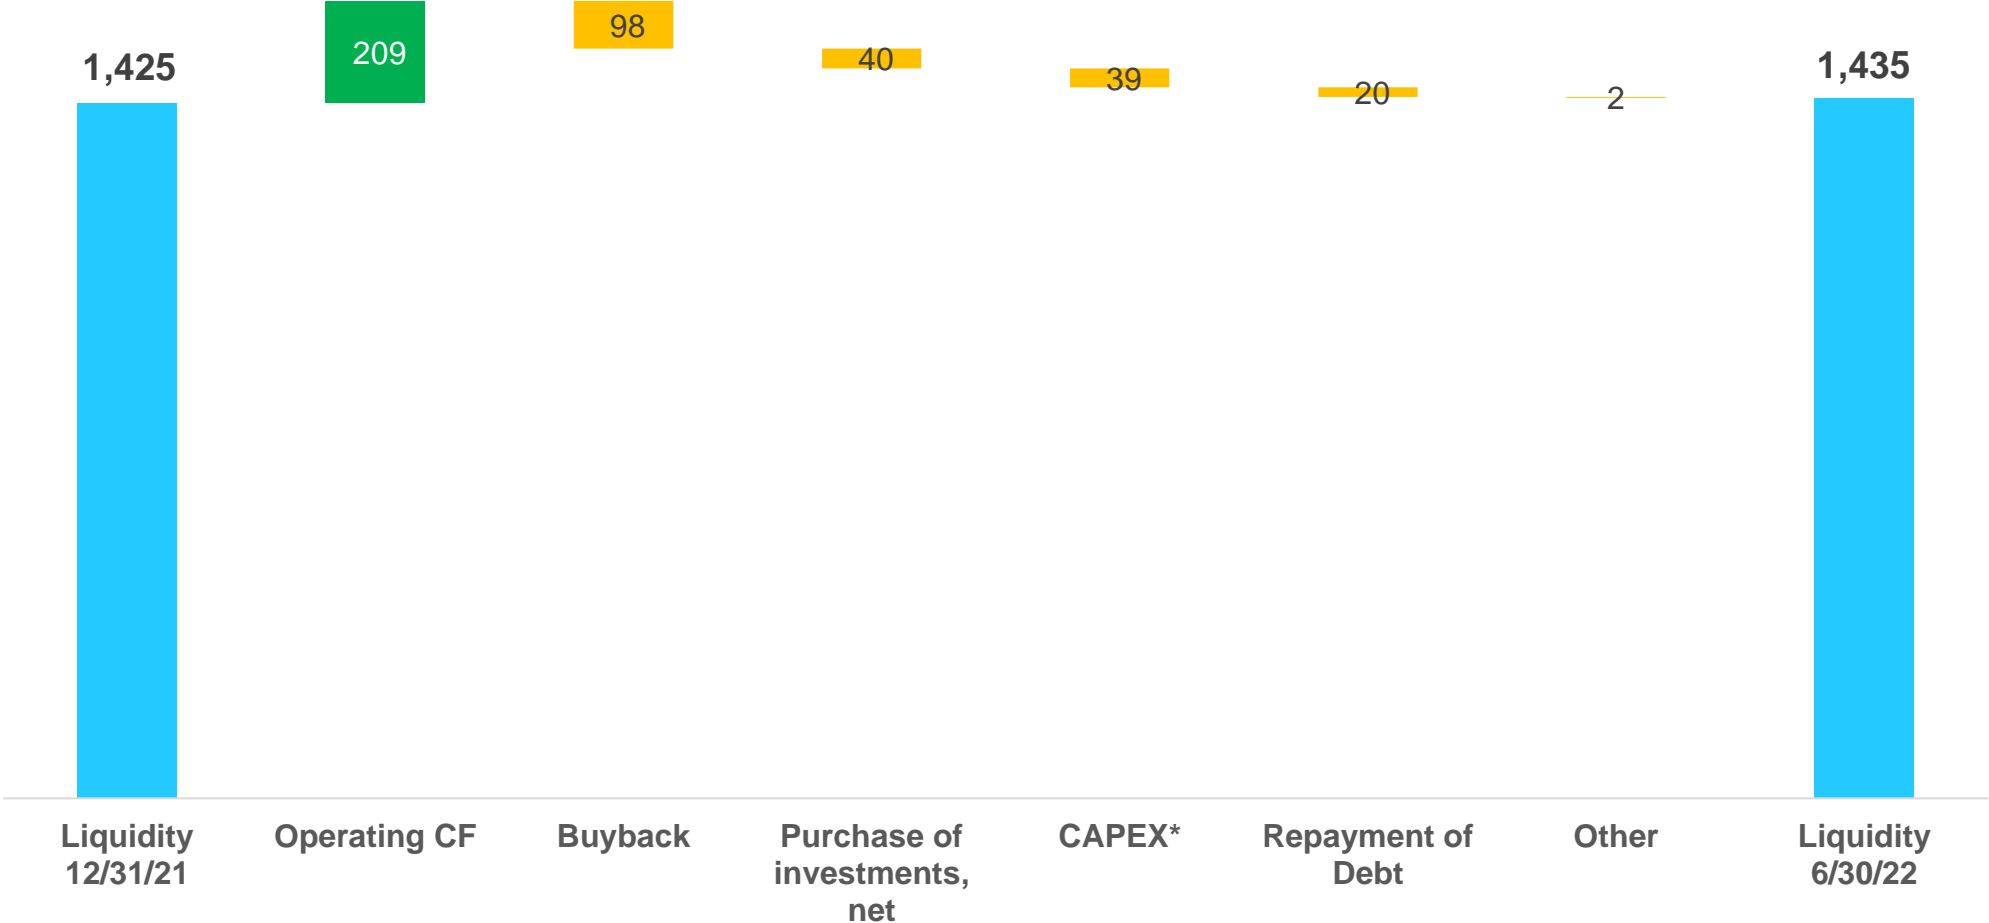 1,425
209
98
40
39
20
2
1,435
Liquidity
12/31/21
Operating CF
Buyback
Purchase of
investments,
net
CAPEX*
Repayment of
Debt
Other
Liquidity
6/30/22